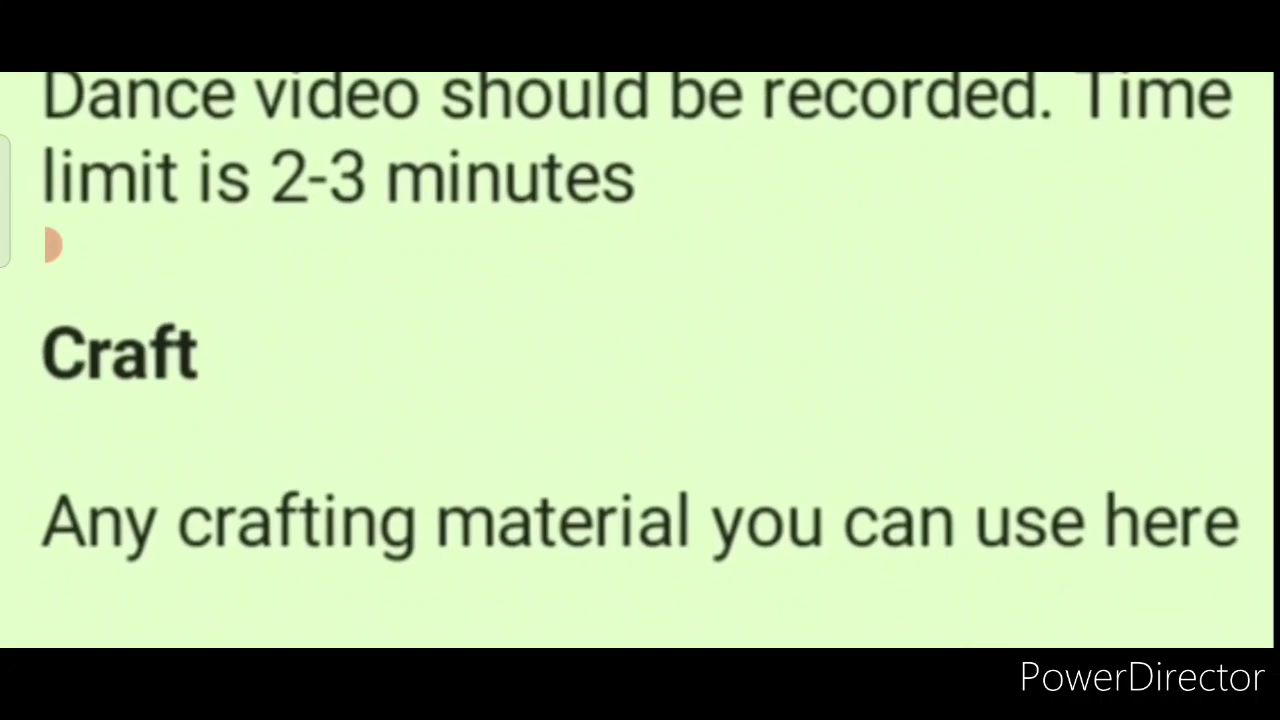 Dance video should be recorded. Time
limit is 2-3 minutes
Craft
Any crafting material you can use here
PowerDirector